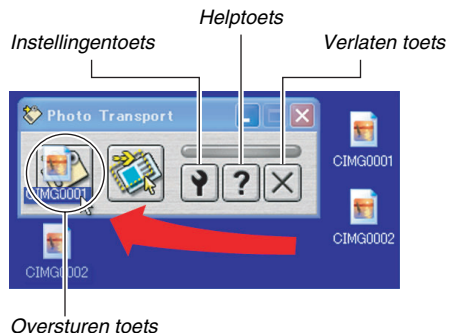 Helptoets
Instellingentoets
Verlaten toets
Photo Transport
?
CIMG0001
CIMG0001
CIMG0002
CIMG0002
Oversturen toets